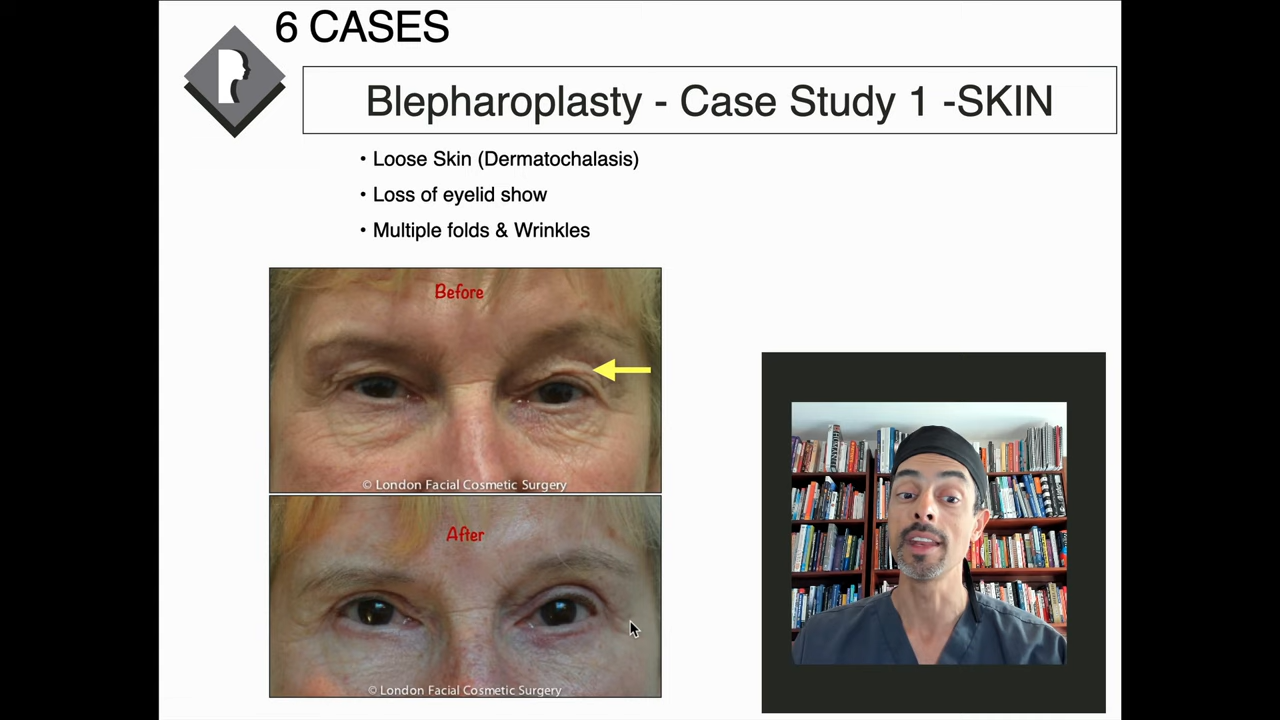 6 CASES
Blepharoplasty - Case Study 1 -SKIN
• Loose Skin (Dermatochalasis)
• Loss of eyelid show
• Multiple folds & Wrinkles
Before
© London Facial Cosmetic Surgery
After
© London Facial Cosmetic Surgery